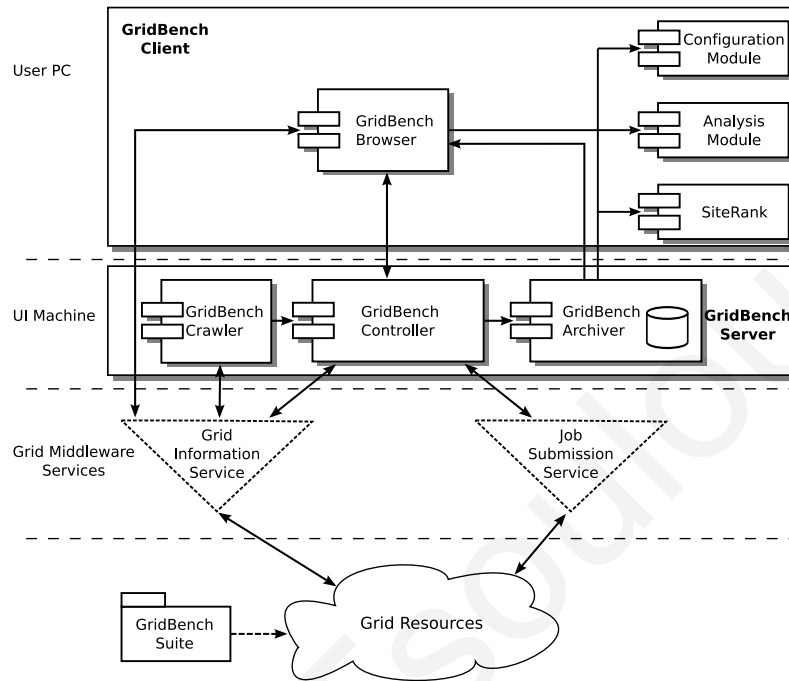 GridBench
Client
Configuration
Module
User PC
GridBench
Browser
Analysis
Module
SiteRank
UI Machine
GridBench
Crawler
GridBench
Controller
GridBench
Archiver
GridBench
Server
Grid Middleware
Services
Grid
Information
Service
Job
Submission
Service
GridBench
Suite
Grid Resources